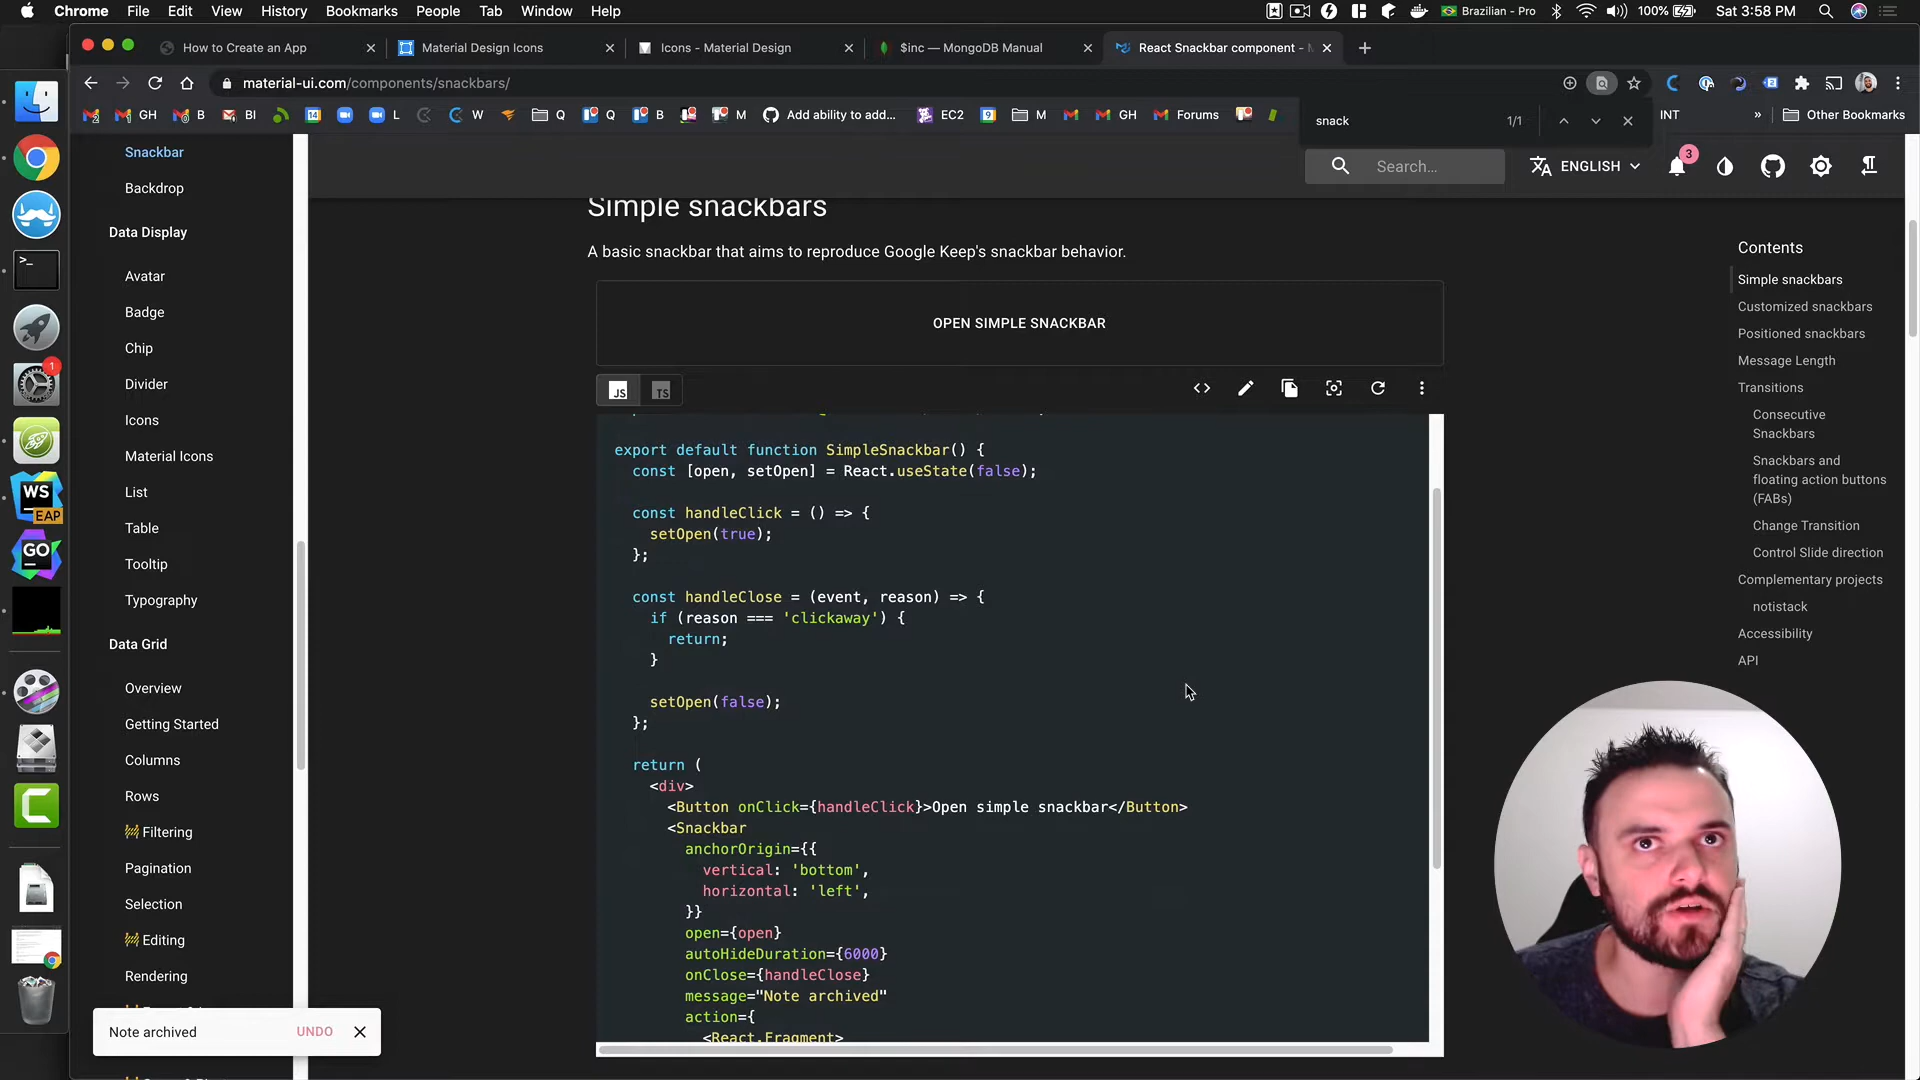 Chrome File Edit View History Bookmarks People Tab Window Help
Brazilian - Pro 100% Sat 3:58 PM
How to Create an App
Material Design Icons
Icons - Material Design
$inc — MongoDB Manual
React Snackbar component -
material-ui.com/components/snackbars/
GH B BI 14 L W Q Q B M Add ability to add... EC2 9 M GH Forums INT » Other Bookmarks
snack 1/1
Search...
ENGLISH
3
Snackbar
Backdrop
Data Display
Avatar
Badge
Chip
Divider
Icons
Material Icons
List
Table
Tooltip
Typography
Data Grid
Overview
Getting Started
Columns
Rows
Filtering
Pagination
Selection
Editing
Rendering
1
WS
EAP
GO
Simple snackbars
A basic snackbar that aims to reproduce Google Keep's snackbar behavior.
OPEN SIMPLE SNACKBAR
JS TS
export default function SimpleSnackbar() {
const [open, setOpen] = React.useState(false);
const handleClick = () => {
setOpen(true);
};
const handleClose = (event, reason) => {
if (reason === 'clickaway') {
return;
}
setOpen(false);
};
return (
<div>
<Button onClick={handleClick}>Open simple snackbar</Button>
<Snackbar
anchorOrigin={{
vertical: 'bottom',
horizontal: 'left',
}}
open={open}
autoHideDuration={6000}
onClose={handleClose}
message="Note archived"
action={
<React.Fragment>
Contents
Simple snackbars
Customized snackbars
Positioned snackbars
Message Length
Transitions
Consecutive
Snackbars
Snackbars and
floating action buttons
(FABs)
Change Transition
Control Slide direction
Complementary projects
notistack
Accessibility
API
Note archived UNDO